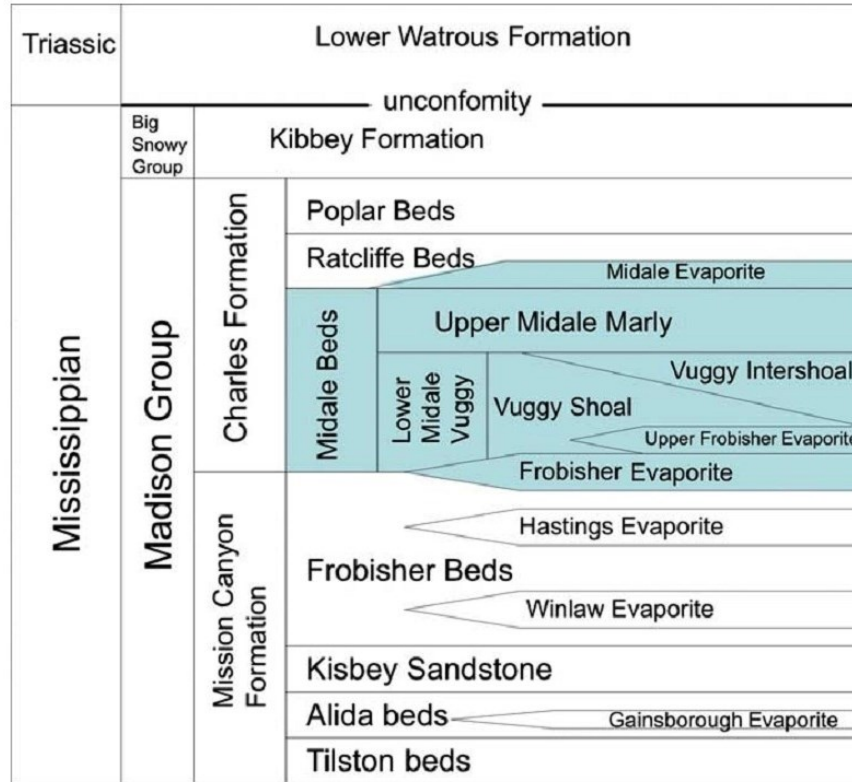 Triassic
Lower Watrous Formation
unconfomity
Mississippian
Big
Snowy
Group
Kibbey Formation
Madison Group
Charles Formation
Poplar Beds
Ratcliffe Beds
Midale Evaporite
Midale Beds
Upper Midale Marly
Lower
Midale
Vuggy
Vuggy Shoal
Vuggy Intershoal
Upper Frobisher Evaporite
Frobisher Evaporite
Mission Canyon
Formation
Hastings Evaporite
Frobisher Beds
Winlaw Evaporite
Kisbey Sandstone
Alida beds
Gainsborough Evaporite
Tilston beds